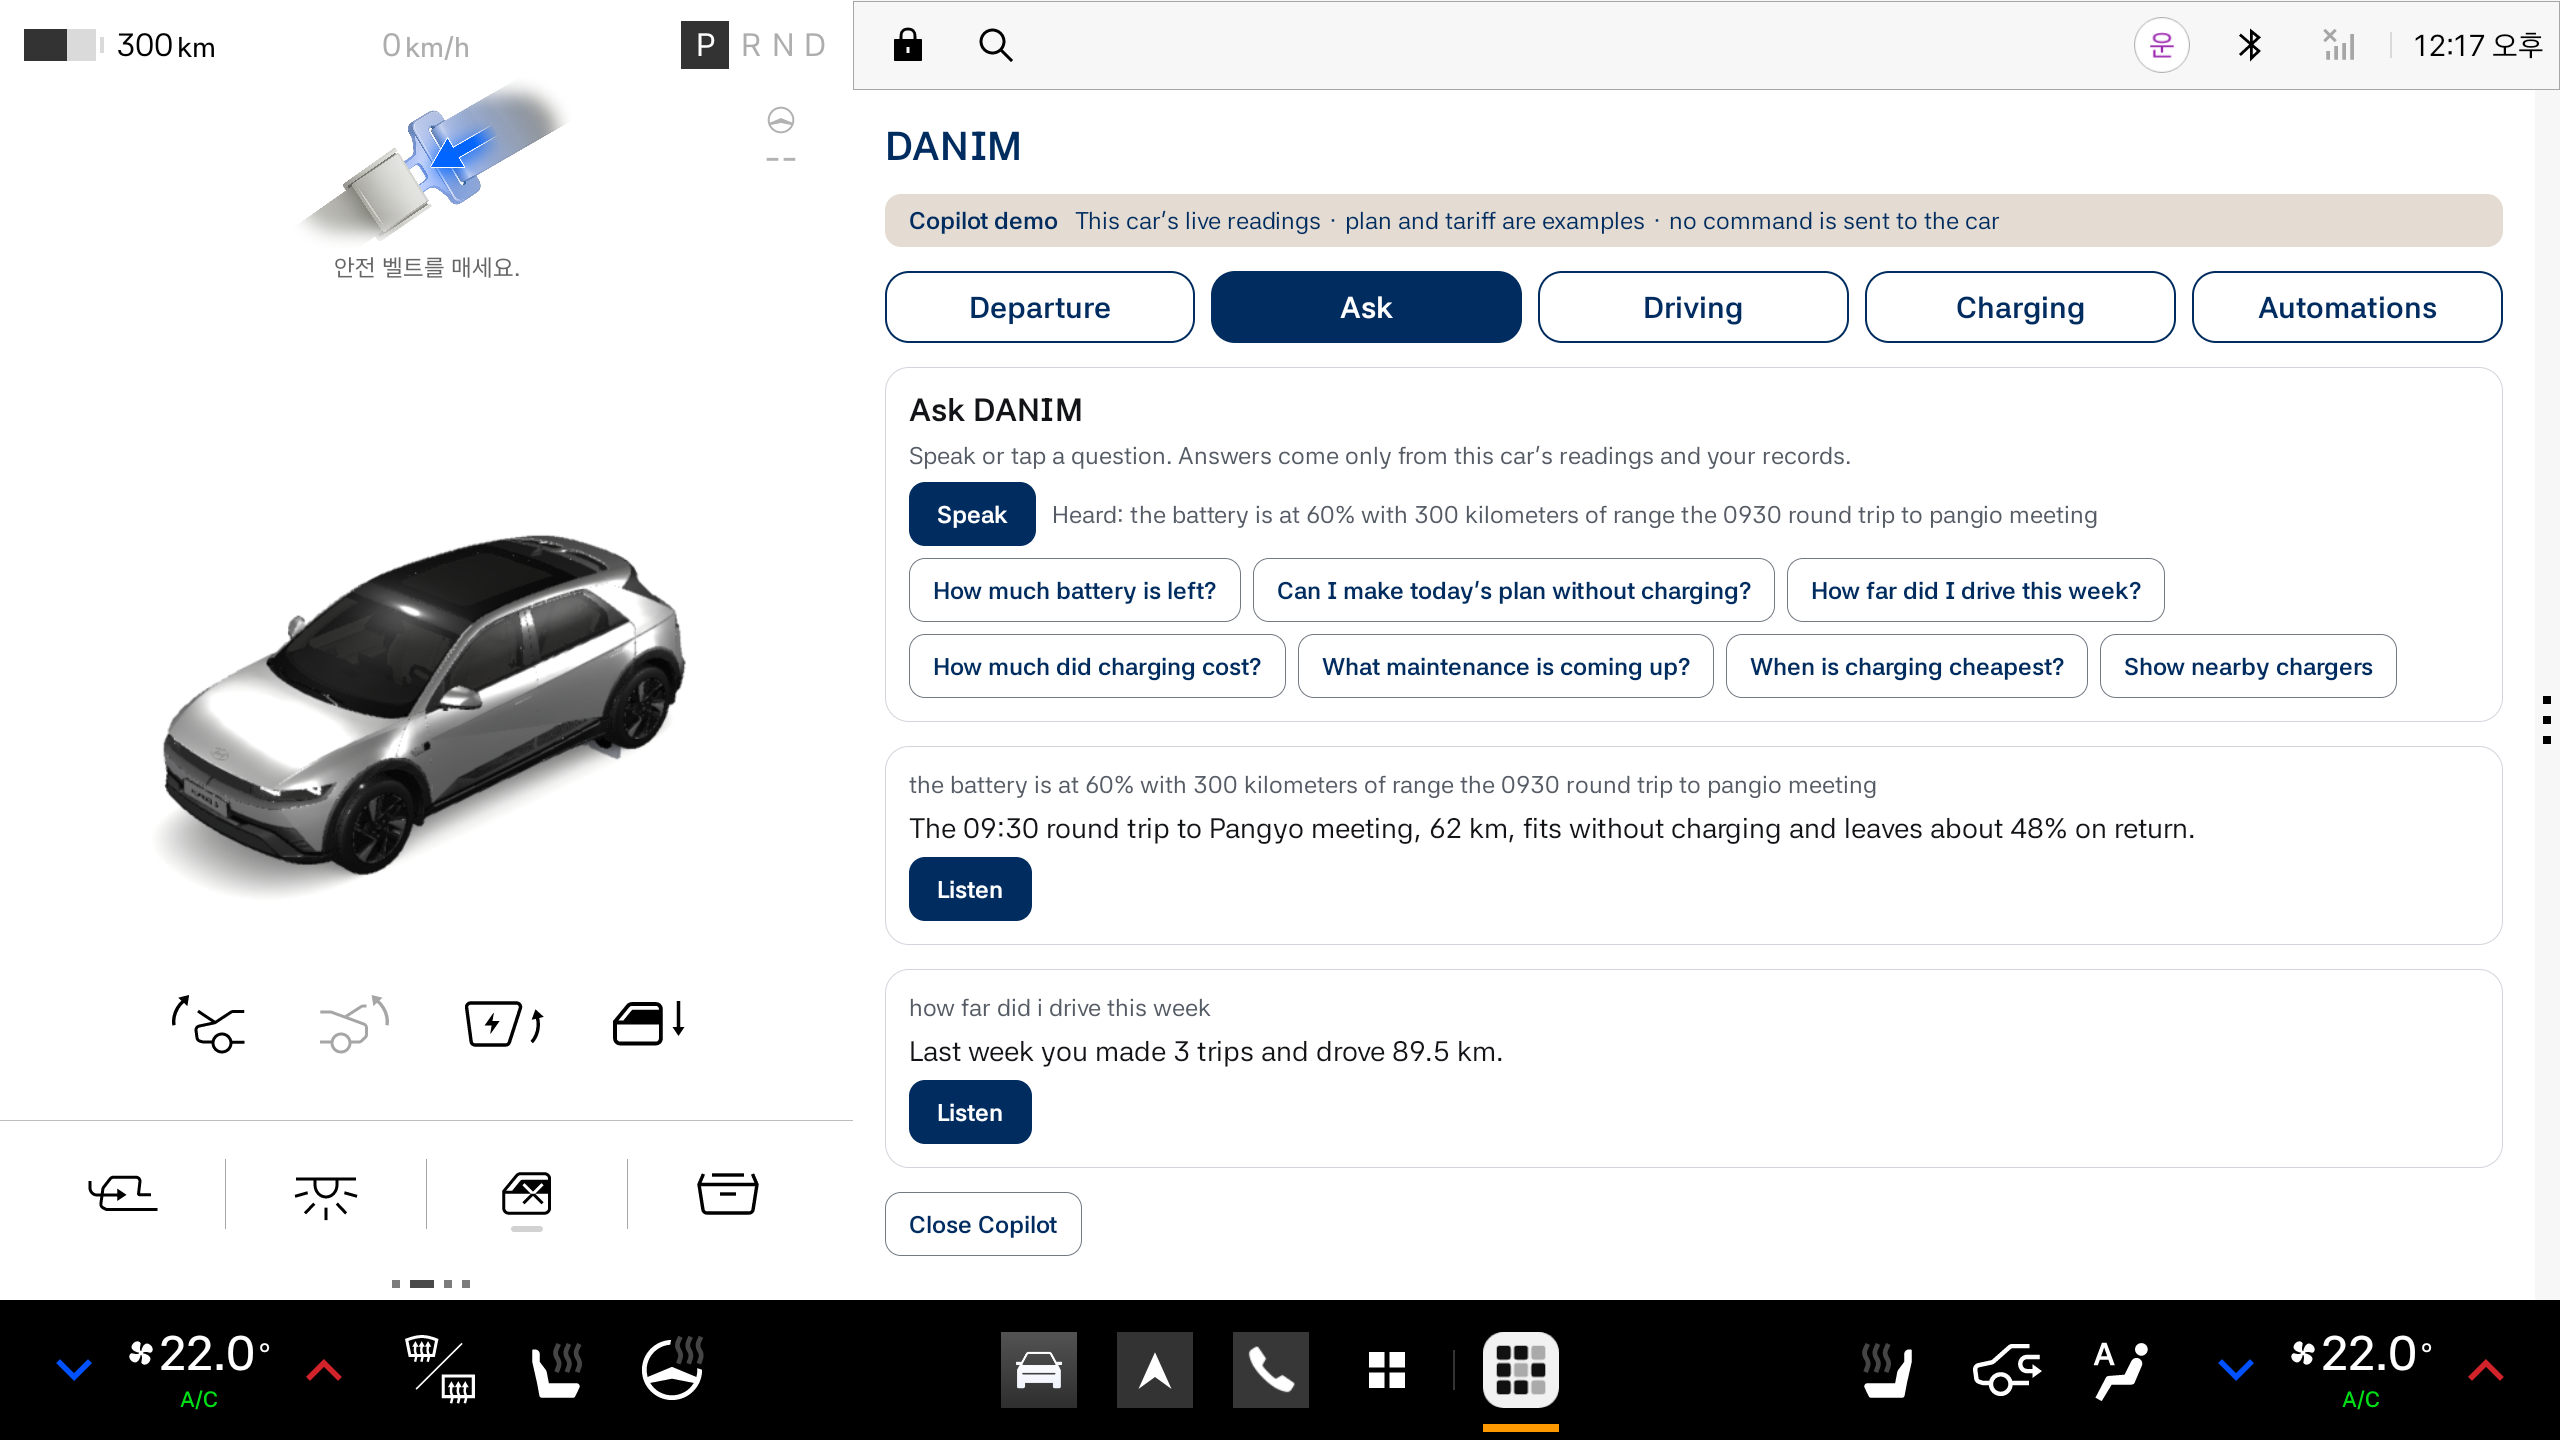 300 km
0 km/h
P R N D
운
12:17 오후
안전 벨트를 매세요.
DANIM
Copilot demo This car's live readings · plan and tariff are examples · no command is sent to the car
Departure
Ask
Driving
Charging
Automations
Ask DANIM
Speak or tap a question. Answers come only from this car's readings and your records.
Speak
Heard: the battery is at 60% with 300 kilometers of range the 0930 round trip to pangio meeting
How much battery is left?
Can I make today's plan without charging?
How far did I drive this week?
How much did charging cost?
What maintenance is coming up?
When is charging cheapest?
Show nearby chargers
the battery is at 60% with 300 kilometers of range the 0930 round trip to pangio meeting
The 09:30 round trip to Pangyo meeting, 62 km, fits without charging and leaves about 48% on return.
Listen
how far did i drive this week
Last week you made 3 trips and drove 89.5 km.
Listen
Close Copilot
22.0°
A/C
A
22.0°
A/C